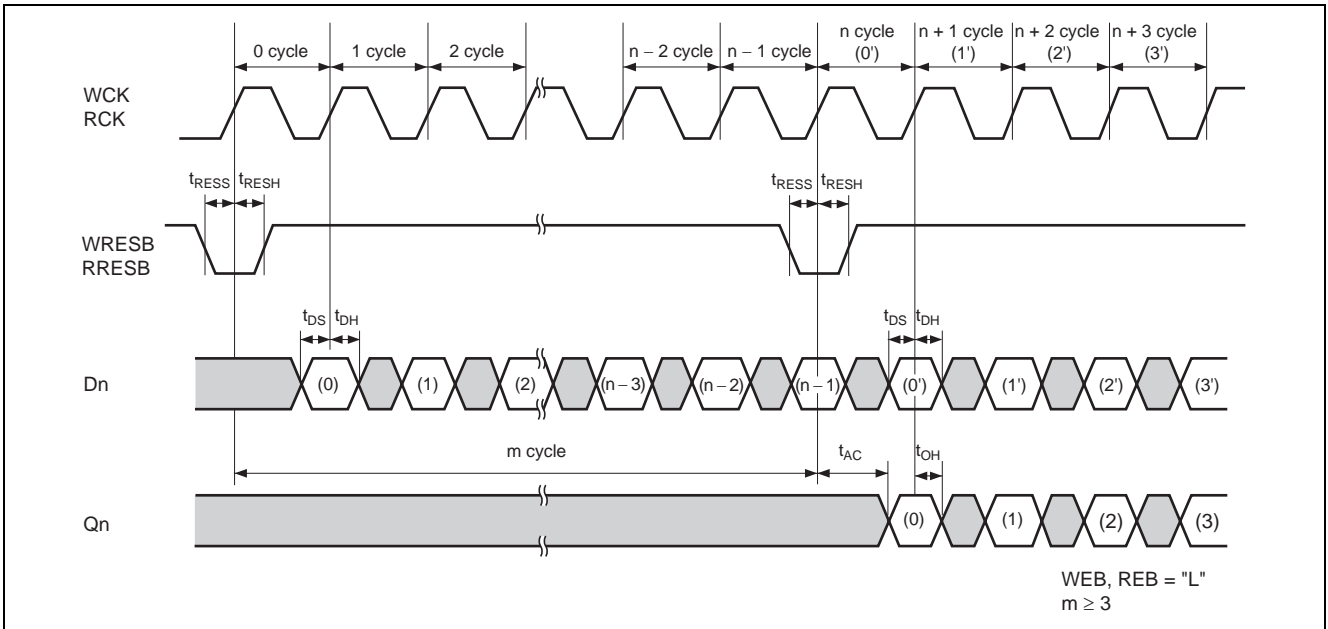 0 cycle 1 cycle 2 cycle n – 2 cycle n – 1 cycle n cycle (0') n + 1 cycle (1') n + 2 cycle (2') n + 3 cycle (3')
WCK
RCK
tRESS tRESH tRESS tRESH
WRESB
RRESB
tDS tDH tDS tDH
Dn (0) (1) (2) (n – 3) (n – 2) (n – 1) (0') (1') (2') (3')
m cycle tAC tOH
Qn (0) (1) (2) (3)
WEB, REB = "L"
m ≥ 3